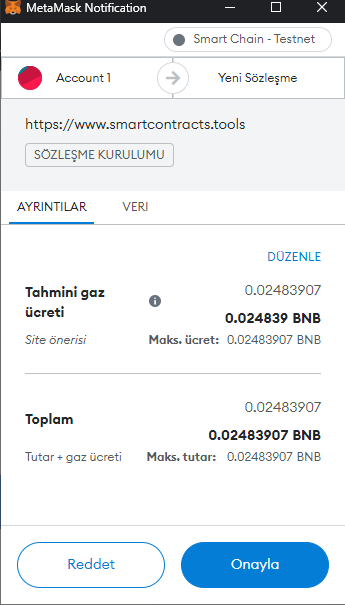 MetaMask Notification
Smart Chain - Testnet
Account 1
Yeni Sözleşme
https://www.smartcontracts.tools
SÖZLEŞME KURULUMU
AYRINTILAR VERI
DÜZENLE
Tahmini gaz ücreti
0.02483907
0.024839 BNB
Site önerisi
Maks. ücret: 0.02483907 BNB
Toplam
0.02483907
0.02483907 BNB
Tutar + gaz ücreti
Maks. tutar: 0.02483907 BNB
Reddet
Onayla